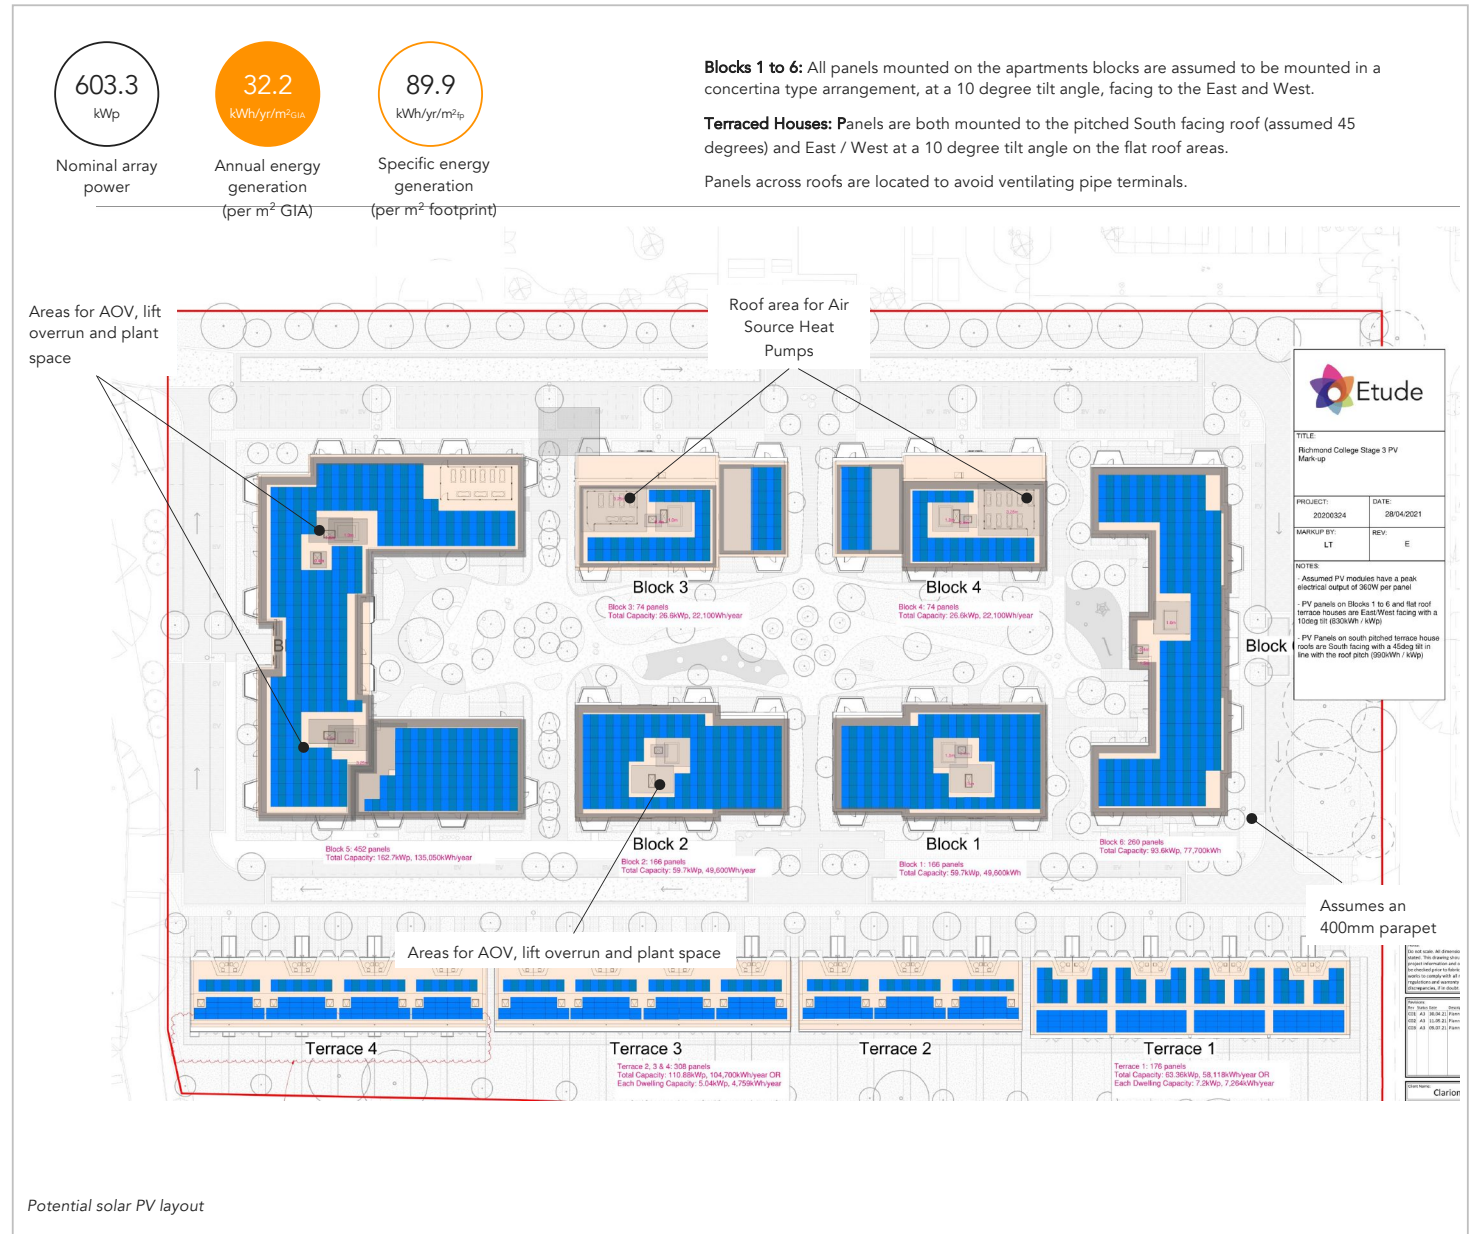 603.3
kWp
Nominal array
power
32.2
kWh/yr/m²GIA
Annual energy
generation
(per m² GIA)
89.9
kWh/yr/m²fp
Specific energy
generation
(per m² footprint)
Blocks 1 to 6: All panels mounted on the apartments blocks are assumed to be mounted in a
concertina type arrangement, at a 10 degree tilt angle, facing to the East and West.
Terraced Houses: Panels are both mounted to the pitched South facing roof (assumed 45
degrees) and East / West at a 10 degree tilt angle on the flat roof areas.
Panels across roofs are located to avoid ventilating pipe terminals.
Areas for AOV, lift
overrun and plant
space
Roof area for Air
Source Heat
Pumps
Etude
TITLE:
Richmond College Stage 3 PV
Mark-up
PROJECT:
20200324
DATE:
28/04/2021
MARKUP BY:
LT
REV:
E
NOTES:
- Assumed PV modules have a peak
electrical output of 360W per panel
- PV panels on Blocks 1 to 6 and flat roof
terrace houses are East/West facing with a
10deg tilt (830kWh / kWp)
- PV Panels on south pitched terrace house
roofs are South facing with a 45deg tilt in
line with the roof pitch (990kWh / kWp)
Block 3
Block 3: 74 panels
Total Capacity: 26.6kWp, 22,100Wh/year
Block 4
Block 4: 74 panels
Total Capacity: 26.6kWp, 22,100kWh/year
Bl
Block
Block 5: 452 panels
Total Capacity: 162.7kWp, 135,050kWh/year
Block 2
Block 2: 166 panels
Total Capacity: 59.7kWp, 49,600Wh/year
Block 1
Block 1: 166 panels
Total Capacity: 59.7kWp, 49,600kWh
Block 6: 260 panels
Total Capacity: 93.6kWp, 77,700kWh
Assumes an
400mm parapet
Areas for AOV, lift overrun and plant space
Terrace 4
Terrace 3
Terrace 2
Terrace 1
Terrace 2, 3 & 4: 308 panels
Total Capacity: 110.88kWp, 104,700kWh/year OR
Each Dwelling Capacity: 5.04kWp, 4,759kWh/year
Terrace 1: 176 panels
Total Capacity: 63.36kWp, 58,118kWh/year OR
Each Dwelling Capacity: 7.2kWp, 7,264kWh/year
Clarion
Potential solar PV layout